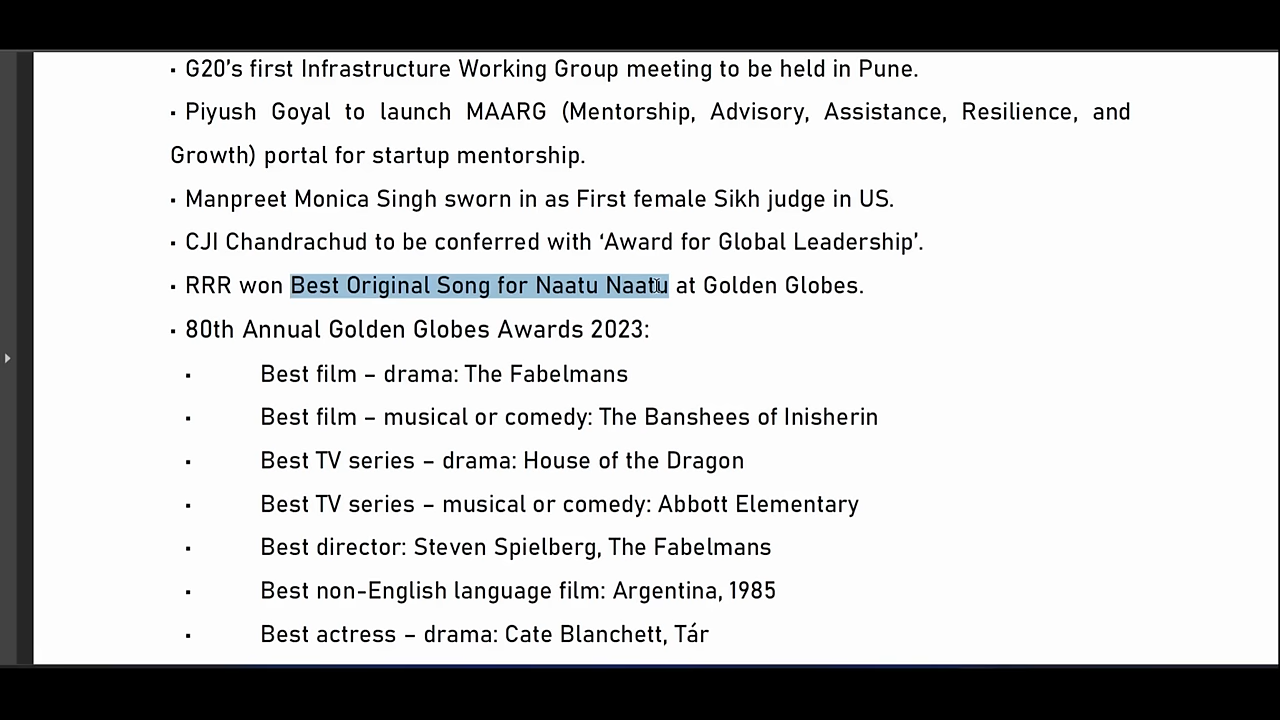 ▪ G20’s first Infrastructure Working Group meeting to be held in Pune.
▪ Piyush Goyal to launch MAARG (Mentorship, Advisory, Assistance, Resilience, and
Growth) portal for startup mentorship.
▪ Manpreet Monica Singh sworn in as First female Sikh judge in US.
▪ CJI Chandrachud to be conferred with ‘Award for Global Leadership’.
▪ RRR won Best Original Song for Naatu Naatu at Golden Globes.
▪ 80th Annual Golden Globes Awards 2023:
▪ Best film – drama: The Fabelmans
▪ Best film – musical or comedy: The Banshees of Inisherin
▪ Best TV series – drama: House of the Dragon
▪ Best TV series – musical or comedy: Abbott Elementary
▪ Best director: Steven Spielberg, The Fabelmans
▪ Best non-English language film: Argentina, 1985
▪ Best actress – drama: Cate Blanchett, Tár